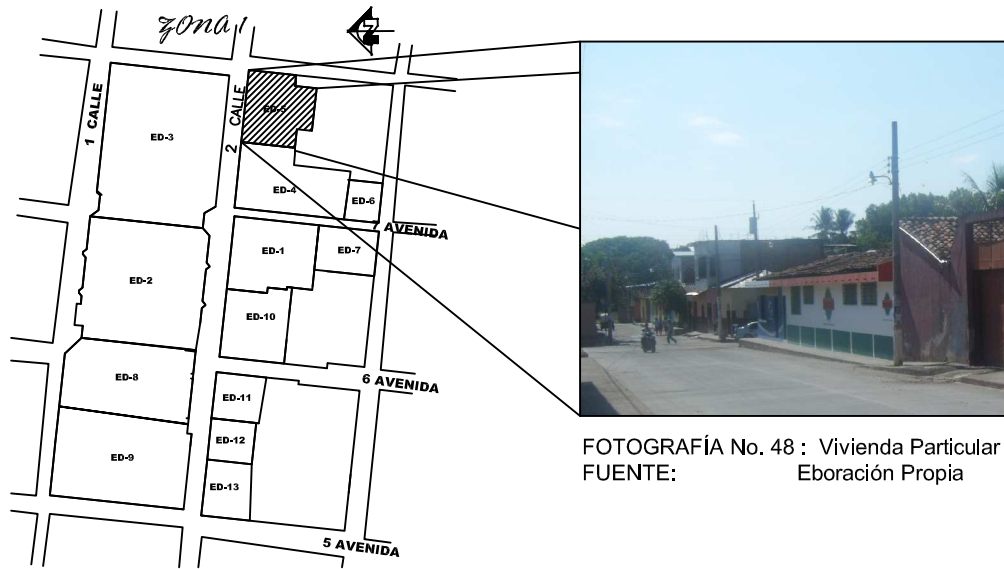 zona 1
1 CALLE
2 CALLE
ED-3
ED-5
ED-4
ED-6
7 AVENIDA
ED-1
ED-7
ED-2
ED-10
6 AVENIDA
ED-8
ED-11
ED-12
ED-9
ED-13
5 AVENIDA
FOTOGRAFÍA No. 48 : Vivienda Particular
FUENTE: Eboración Propia